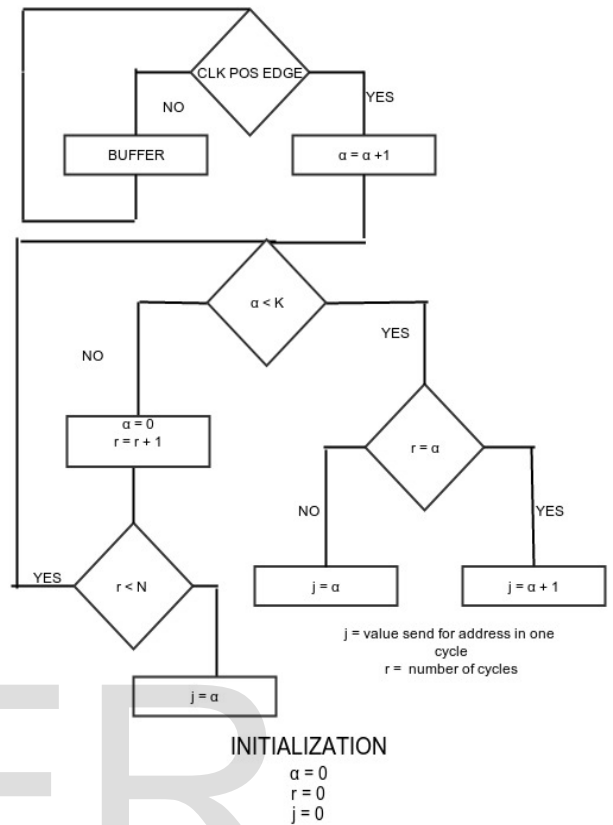 CLK POS EDGE
NO
YES
BUFFER
α = α +1
α < K
YES
NO
α = 0
r = r + 1
r = α
NO
YES
YES
r < N
j = α
j = α + 1
j = value send for address in one
cycle
r = number of cycles
j = α
INITIALIZATION
α = 0
r = 0
j = 0
ER